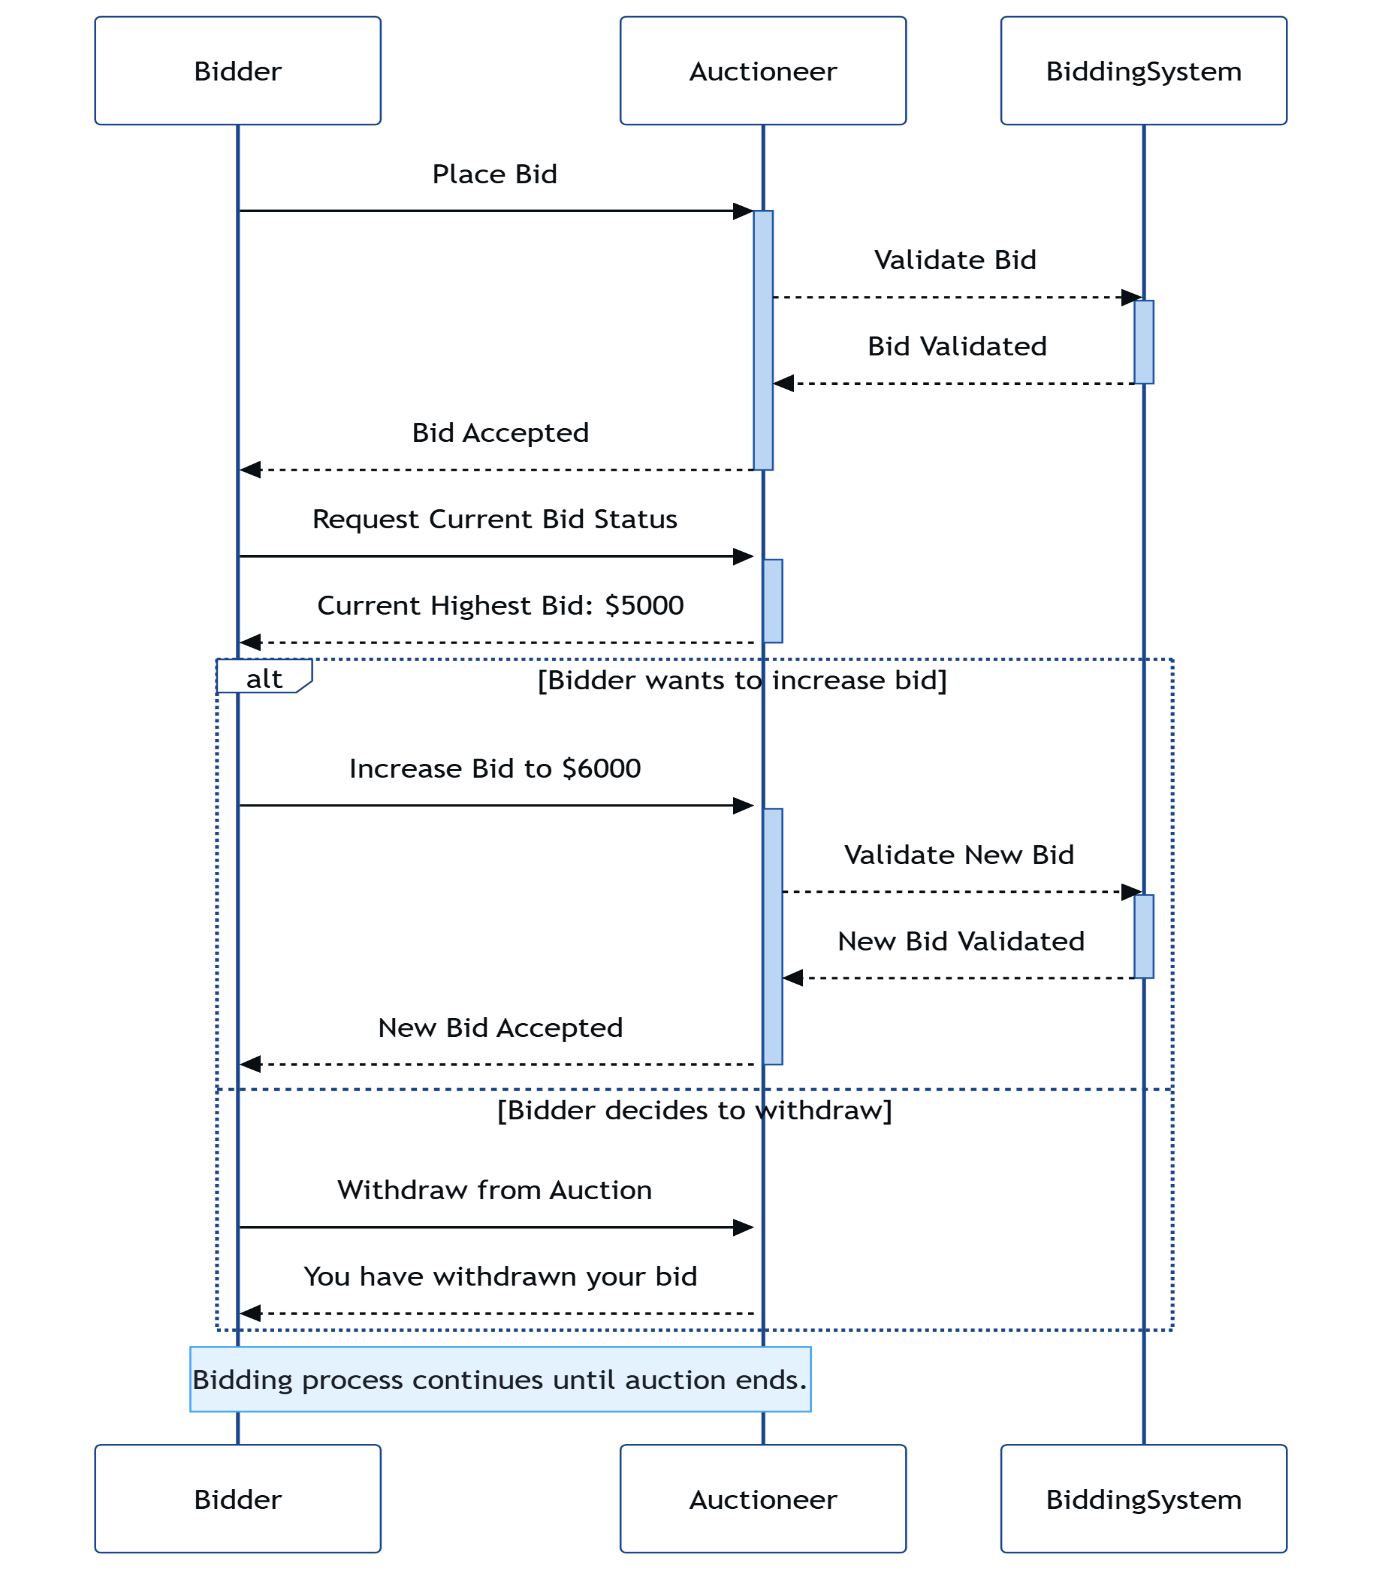 Bidder
Auctioneer
BiddingSystem
Place Bid
Validate Bid
Bid Validated
Bid Accepted
Request Current Bid Status
Current Highest Bid: $5000
alt
[Bidder wants to increase bid]
Increase Bid to $6000
Validate New Bid
New Bid Validated
New Bid Accepted
[Bidder decides to withdraw]
Withdraw from Auction
You have withdrawn your bid
Bidding process continues until auction ends.
Bidder
Auctioneer
BiddingSystem